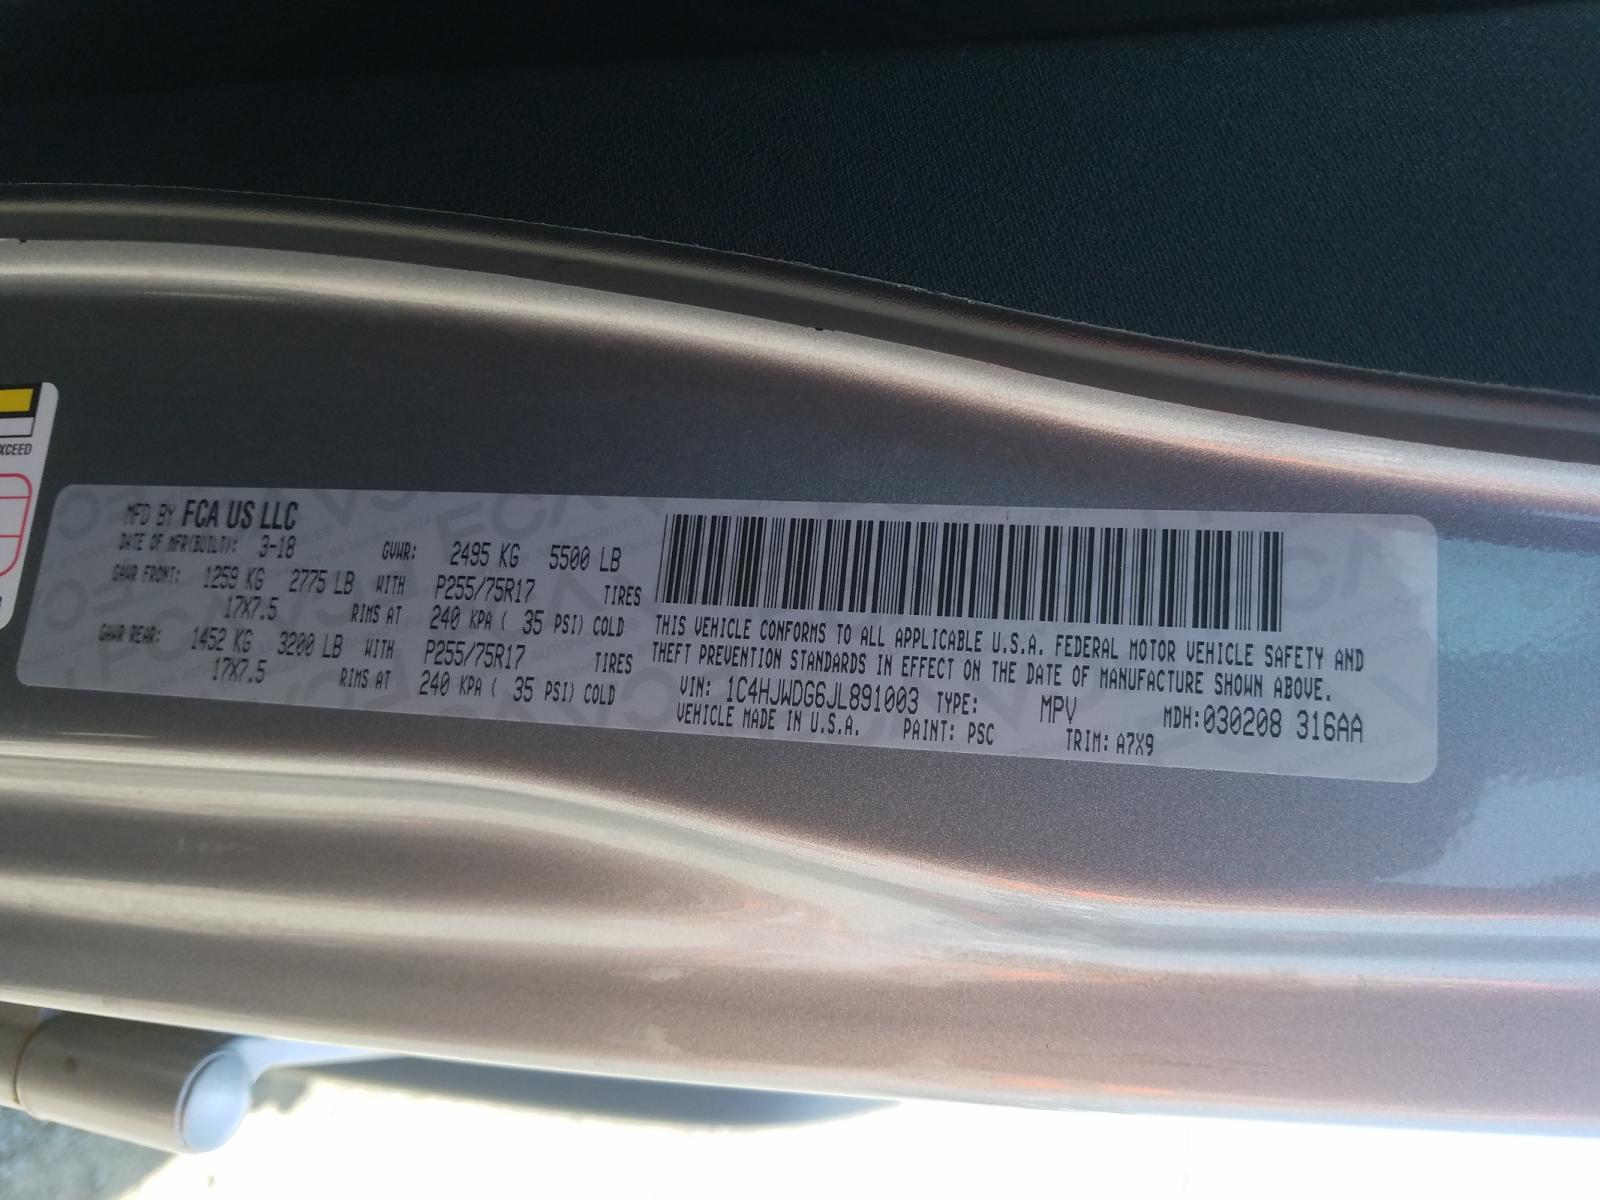 XCEED
MFD BY FCA US LLC
DATE OF MFR(BUILT): 3-18 GVWR: 2495 KG 5500 LB
GAWR FRONT: 1259 KG 2775 LB WITH P255/75R17 TIRES
17X7.5 RIMS AT 240 KPA ( 35 PSI) COLD
GAWR REAR: 1452 KG 3200 LB WITH P255/75R17 TIRES
17X7.5 RIMS AT 240 KPA ( 35 PSI) COLD
THIS VEHICLE CONFORMS TO ALL APPLICABLE U.S.A. FEDERAL MOTOR VEHICLE SAFETY AND
THEFT PREVENTION STANDARDS IN EFFECT ON THE DATE OF MANUFACTURE SHOWN ABOVE.
VIN: 1C4HJWDG6JL891003 TYPE: MPV MDH:030208 316AA
VEHICLE MADE IN U.S.A. PAINT: PSC TRIM: A7X9